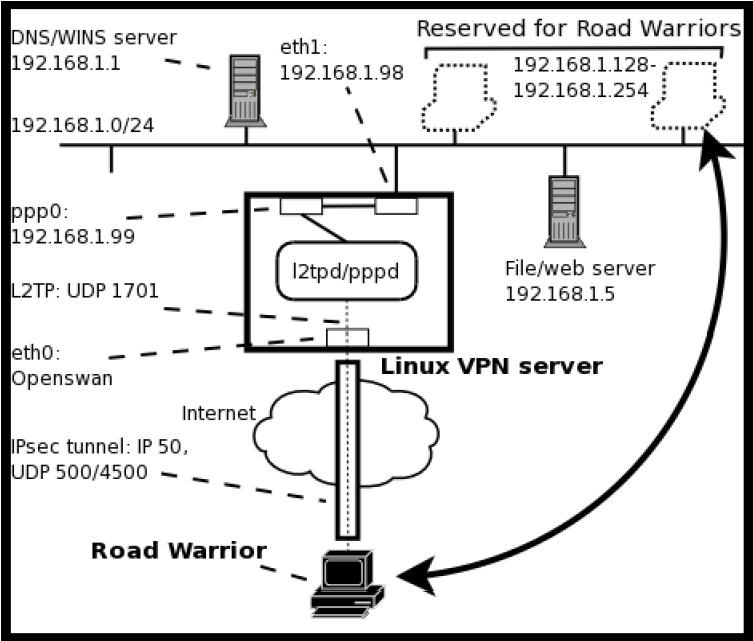 Reserved for Road Warriors
DNS/WINS server
192.168.1.1
eth1:
192.168.1.98
192.168.1.128-
192.168.1.254
192.168.1.0/24
ppp0:
192.168.1.99
l2tpd/pppd
File/web server
192.168.1.5
L2TP: UDP 1701
eth0:
Openswan
Linux VPN server
Internet
IPsec tunnel: IP 50,
UDP 500/4500
Road Warrior